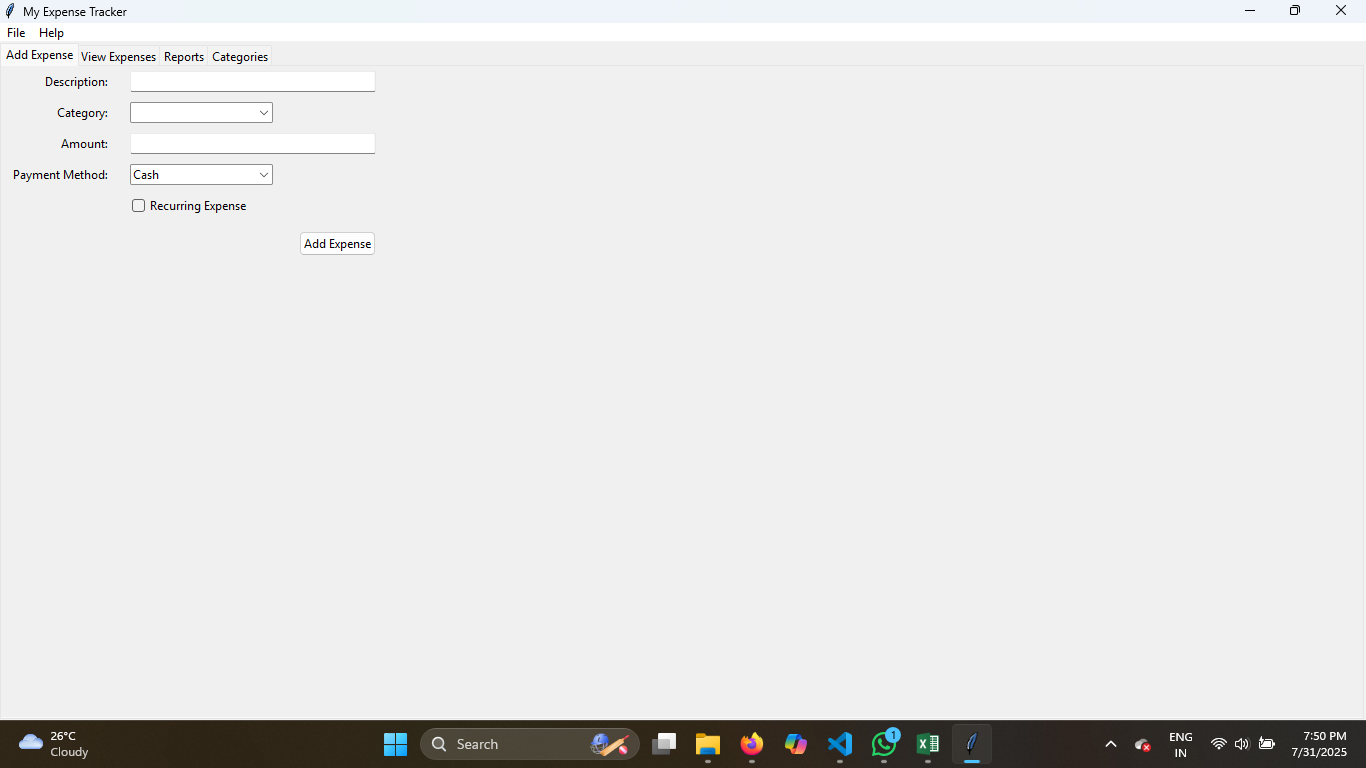 My Expense Tracker
File Help
Add Expense View Expenses Reports Categories
Description:
Category:
Amount:
Payment Method: Cash
Recurring Expense
Add Expense
26°C
Cloudy
Search
1
ENG
IN
7:50 PM
7/31/2025